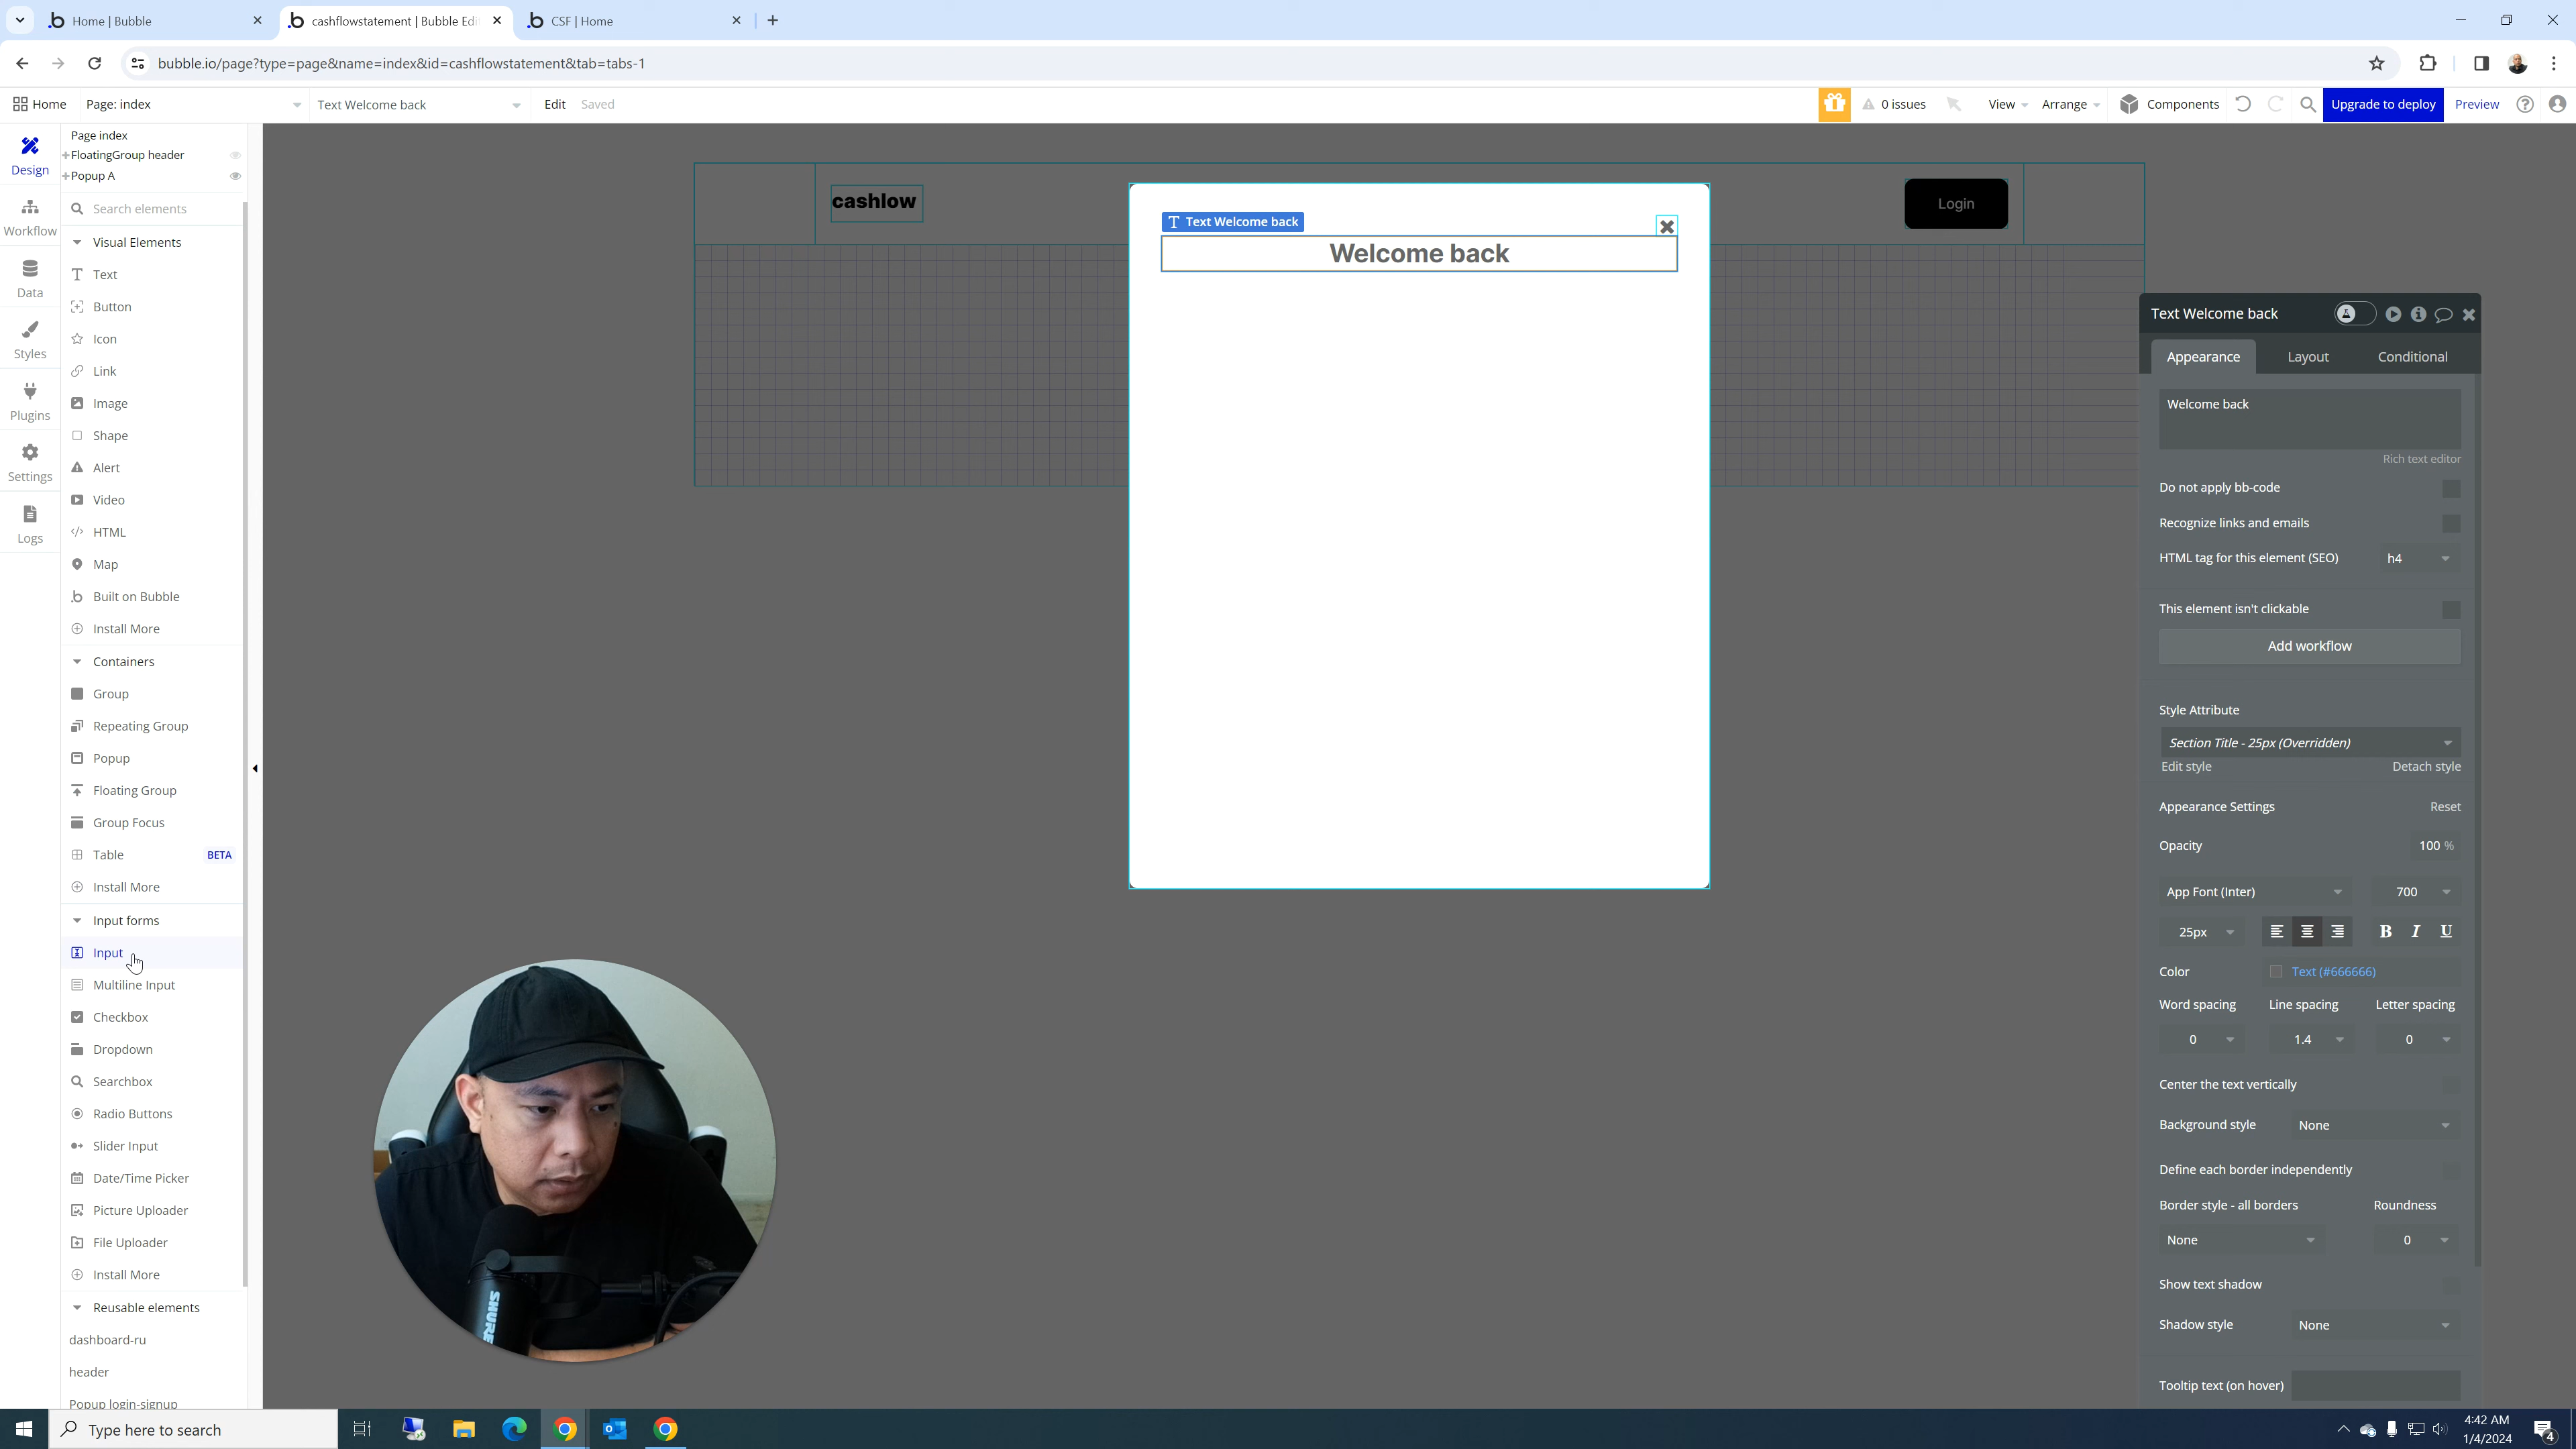 Home | Bubble
cashflowstatement | Bubble Edi
CSF | Home
bubble.io/page?type=page&name=index&id=cashflowstatement&tab=tabs-1
Home
Page: index
Text Welcome back
Edit
Saved
0 issues
View
Arrange
Components
Upgrade to deploy
Preview
Design
Workflow
Data
Styles
Plugins
Settings
Logs
Page index
+FloatingGroup header
+Popup A
Search elements
Visual Elements
Text
Button
Icon
Link
Image
Shape
Alert
Video
HTML
Map
Built on Bubble
Install More
Containers
Group
Repeating Group
Popup
Floating Group
Group Focus
Table BETA
Install More
Input forms
Input
Multiline Input
Checkbox
Dropdown
Searchbox
Radio Buttons
Slider Input
Date/Time Picker
Picture Uploader
File Uploader
Install More
Reusable elements
dashboard-ru
header
Popup login-signup
cashlow
Login
Text Welcome back
Welcome back
Text Welcome back
Appearance
Layout
Conditional
Welcome back
Rich text editor
Do not apply bb-code
Recognize links and emails
HTML tag for this element (SEO) h4
This element isn't clickable
Add workflow
Style Attribute
Section Title - 25px (Overridden)
Edit style Detach style
Appearance Settings Reset
Opacity 100 %
App Font (Inter) 700
25px B I U
Color Text (#666666)
Word spacing Line spacing Letter spacing
0 1.4 0
Center the text vertically
Background style None
Define each border independently
Border style - all borders Roundness
None 0
Show text shadow
Shadow style None
Tooltip text (on hover)
SHURE
Type here to search
4:42 AM
1/4/2024
4